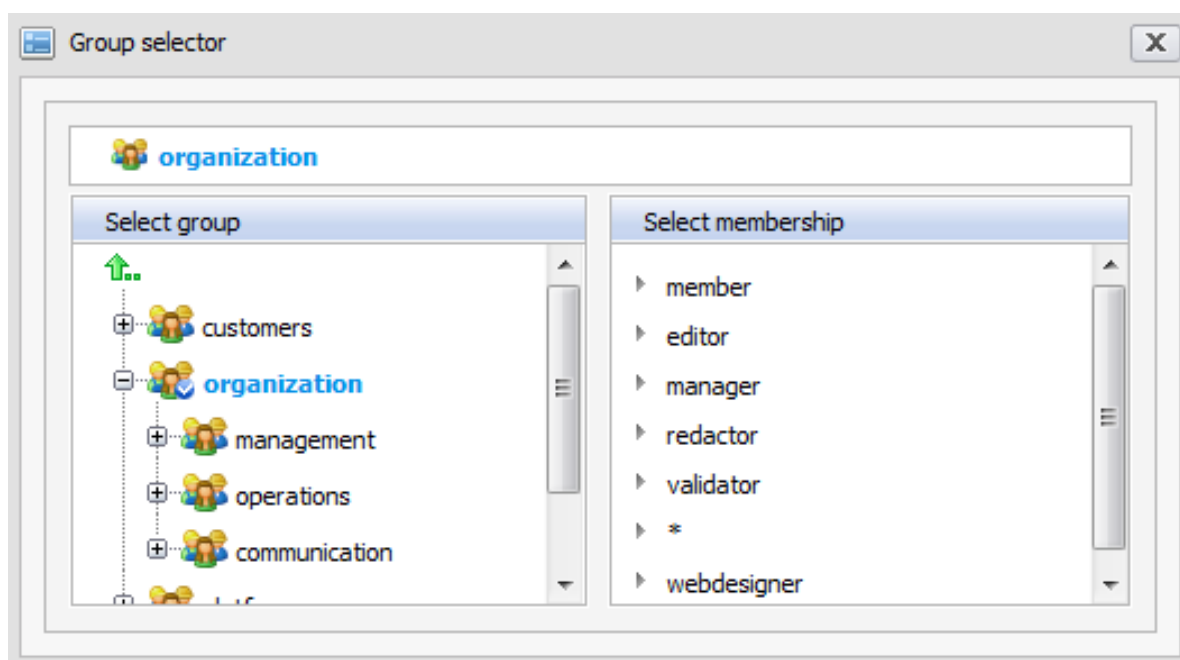 Group selector
organization
Select group
customers
organization
management
operations
communication
Select membership
member
editor
manager
redactor
validator
*
webdesigner